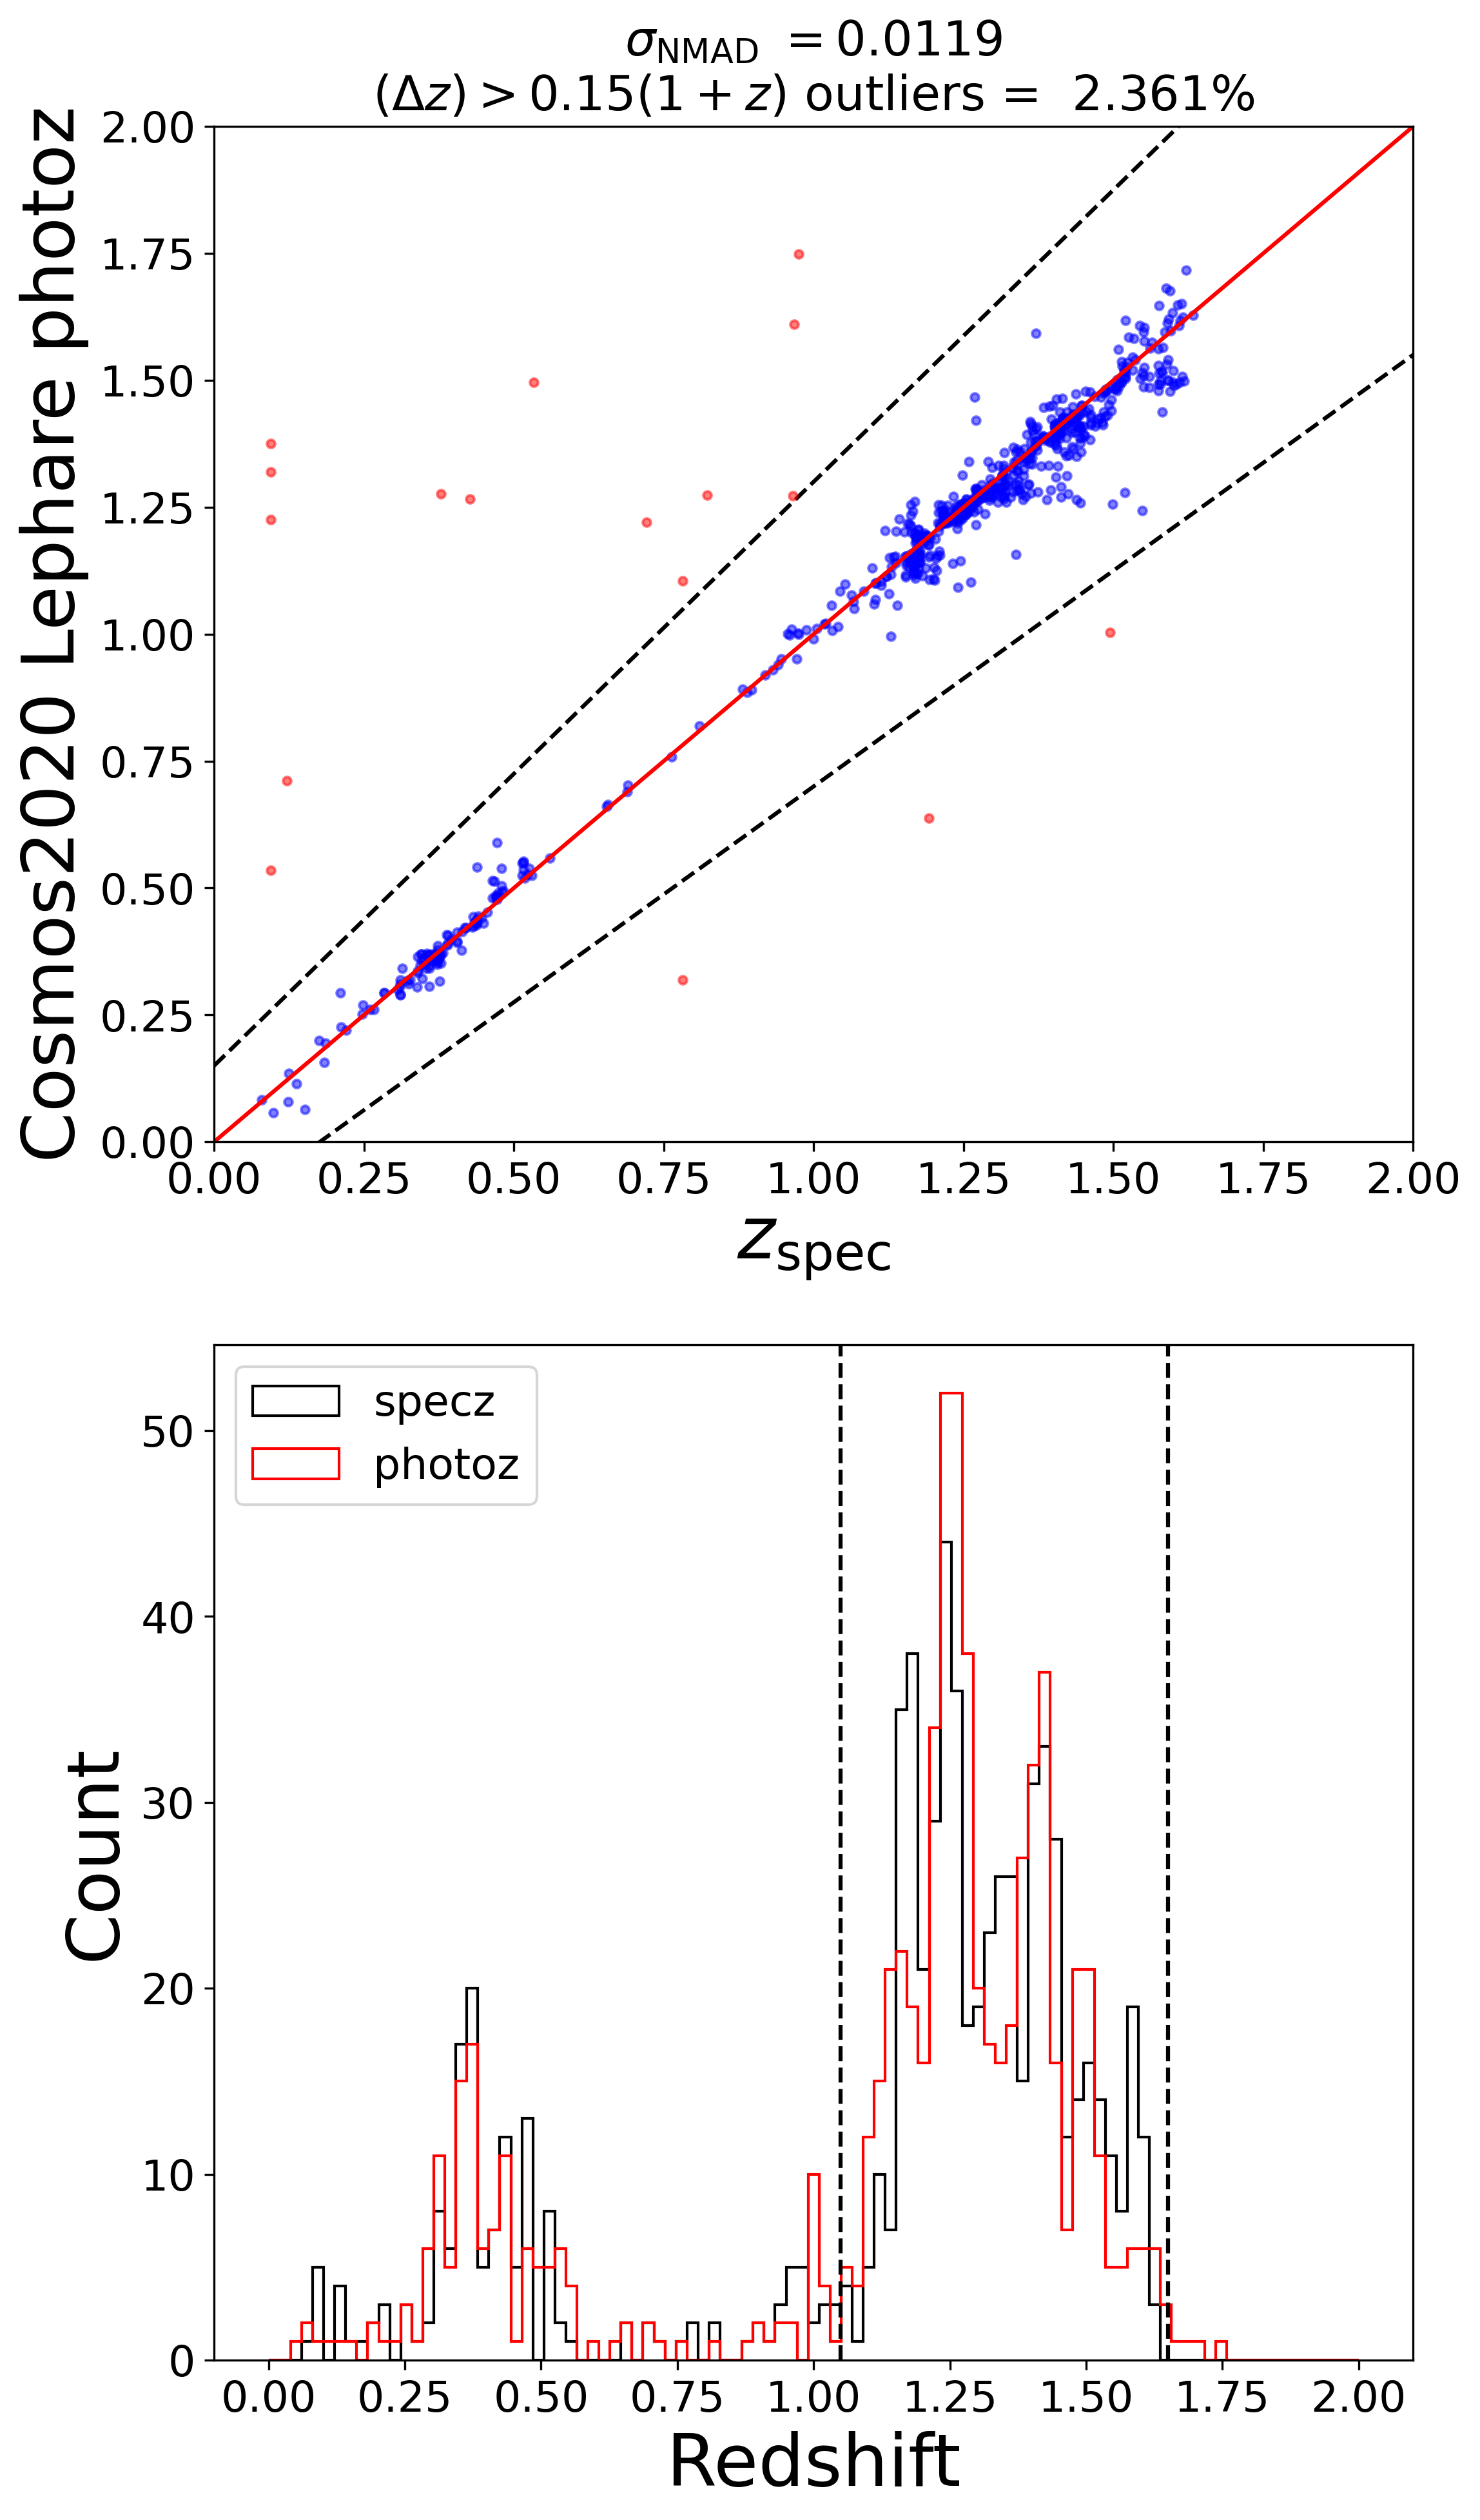 σNMAD = 0.0119
(Δz) > 0.15(1 + z) outliers = 2.361%
Cosmos2020 Lephare photoz
2.00
1.75
1.50
1.25
1.00
0.75
0.50
0.25
0.00
0.00 0.25 0.50 0.75 1.00 1.25 1.50 1.75 2.00
zspec
specz
photoz
Count
50
40
30
20
10
0
0.00 0.25 0.50 0.75 1.00 1.25 1.50 1.75 2.00
Redshift